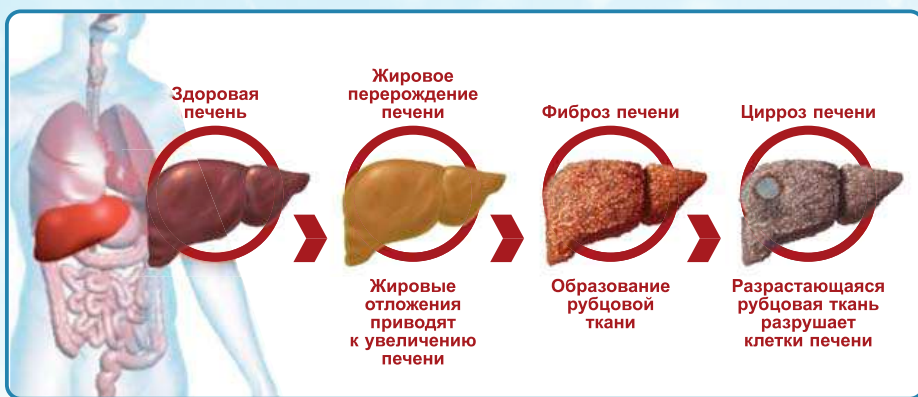 Здоровая
печень
Жировое
перерождение
печени
Фиброз печени
Цирроз печени
Жировые
отложения
приводят
к увеличению
печени
Образование
рубцовой
ткани
Разрастающаяся
рубцовая ткань
разрушает
клетки печени